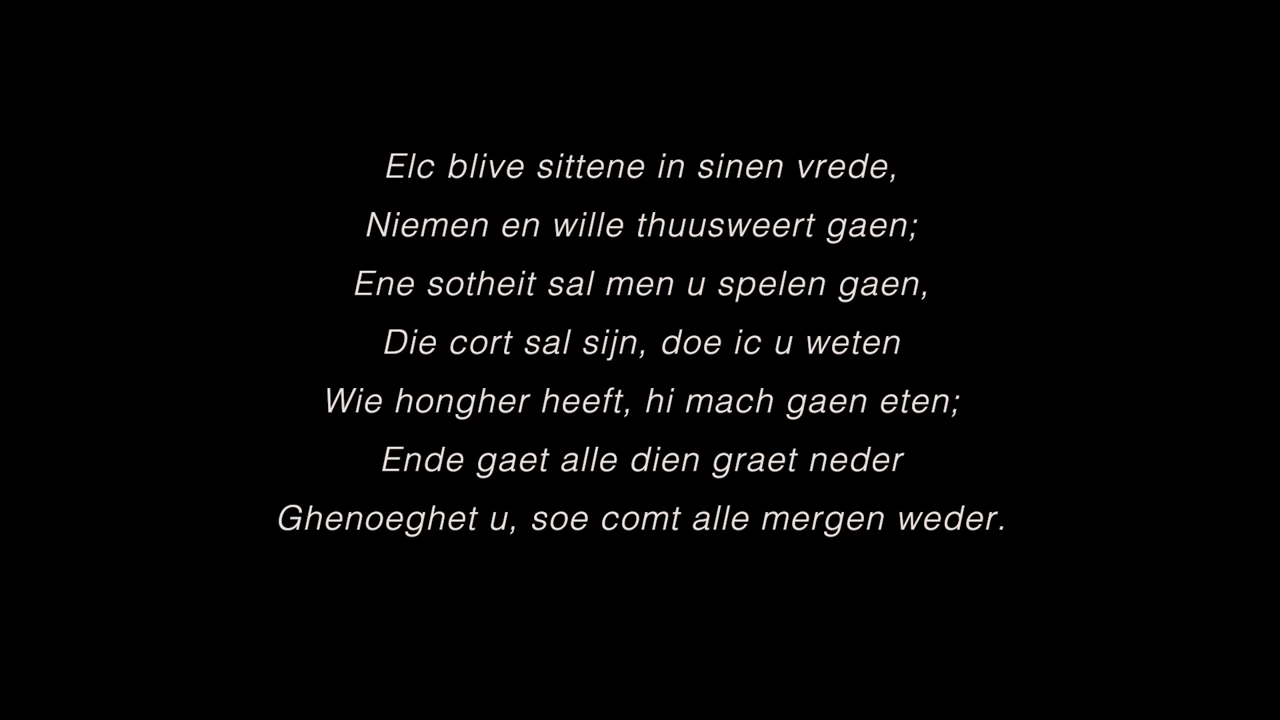 Elc blive sittene in sinen vrede,
Niemen en wille thuusweert gaen;
Ene sotheit sal men u spelen gaen,
Die cort sal sijn, doe ic u weten
Wie hongher heeft, hi mach gaen eten;
Ende gaet alle dien graet neder
Ghenoeghet u, soe comt alle mergen weder.